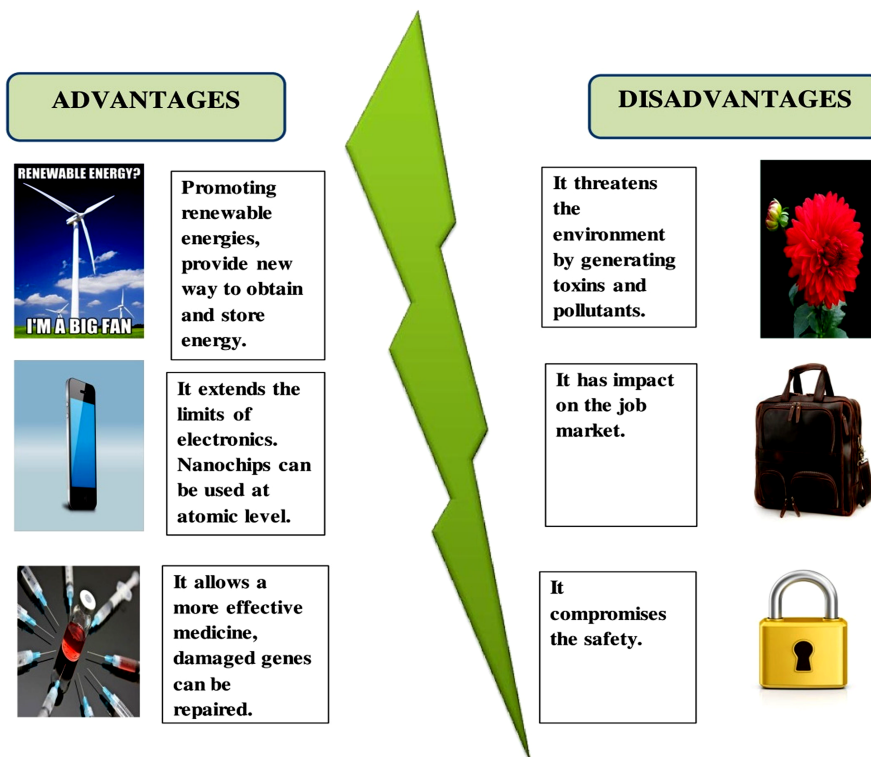 ADVANTAGES
DISADVANTAGES
RENEWABLE ENERGY?
I'M A BIG FAN
Promoting
renewable
energies,
provide new
way to obtain
and store
energy.
It threatens
the
environment
by generating
toxins and
pollutants.
It extends the
limits of
electronics.
Nanochips can
be used at
atomic level.
It has impact
on the job
market.
It allows a
more effective
medicine,
damaged genes
can be
repaired.
It
compromises
the safety.